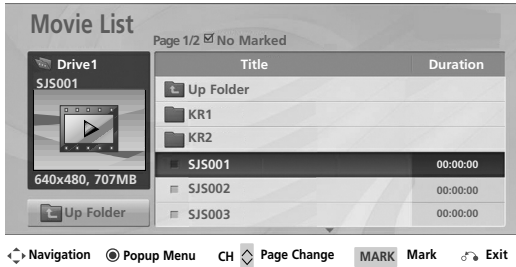 Movie List
Page 1/2 No Marked
Drive1
SJS001
640x480, 707MB
Up Folder
Title Duration
Up Folder
KR1
KR2
SJS001 00:00:00
SJS002 00:00:00
SJS003 00:00:00
Navigation Popup Menu CH Page Change MARK Mark Exit